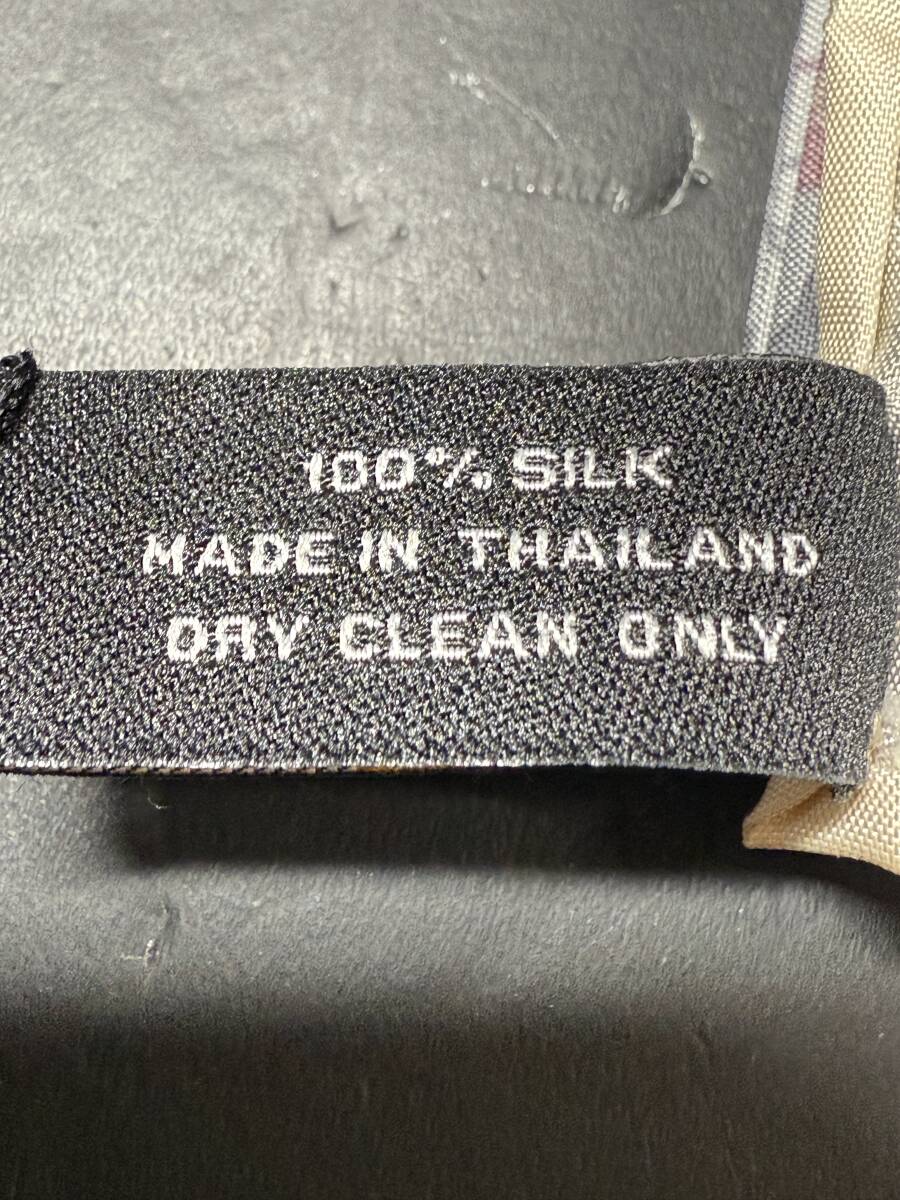 100% SILK
MADE IN THAILAND
DRY CLEAN ONLY